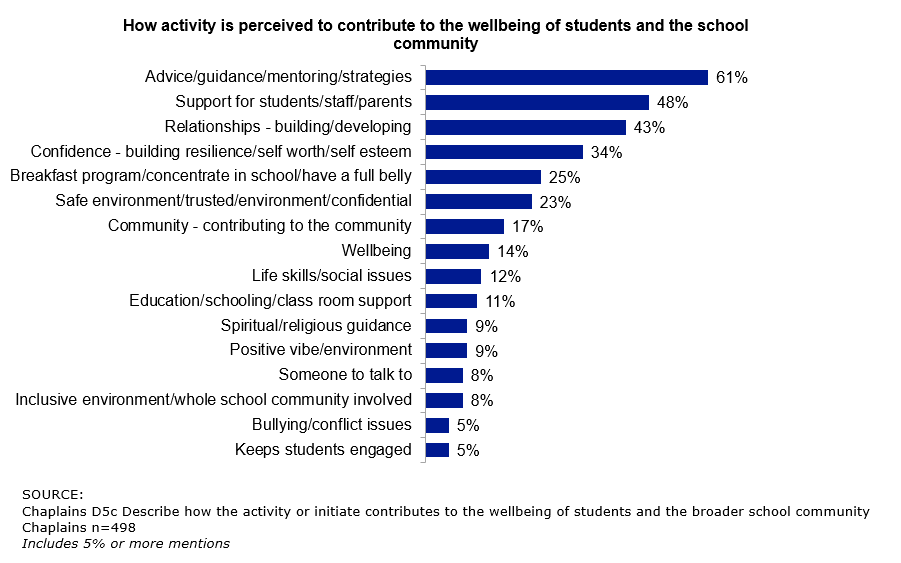 How activity is perceived to contribute to the wellbeing of students and the school
community
Advice/guidance/mentoring/strategies 61%
Support for students/staff/parents 48%
Relationships - building/developing 43%
Confidence - building resilience/self worth/self esteem 34%
Breakfast program/concentrate in school/have a full belly 25%
Safe environment/trusted/environment/confidential 23%
Community - contributing to the community 17%
Wellbeing 14%
Life skills/social issues 12%
Education/schooling/class room support 11%
Spiritual/religious guidance 9%
Positive vibe/environment 9%
Someone to talk to 8%
Inclusive environment/whole school community involved 8%
Bullying/conflict issues 5%
Keeps students engaged 5%
SOURCE:
Chaplains D5c Describe how the activity or initiate contributes to the wellbeing of students and the broader school community
Chaplains n=498
Includes 5% or more mentions